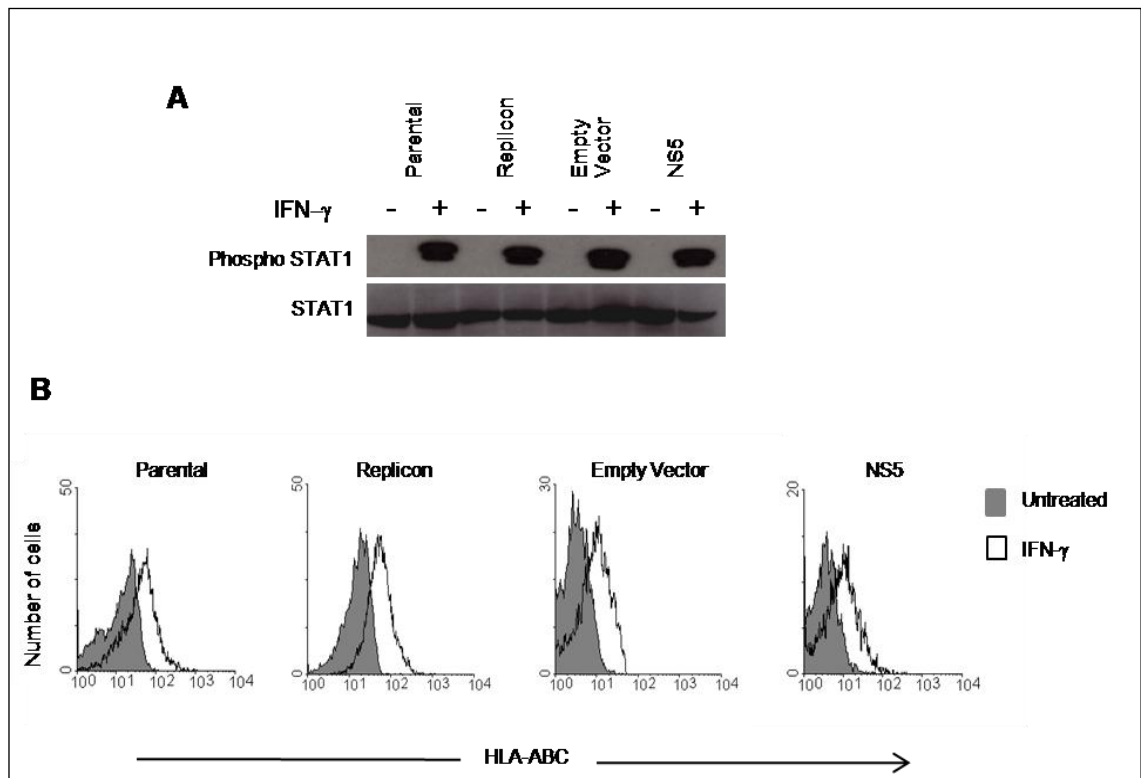 A
Parental
Replicon
Empty
Vector
NS5
IFN-γ - + - + - + - +
Phospho STAT1
STAT1
B
Parental
Replicon
Empty Vector
NS5
50
0
50
0
30
0
20
0
Number of cells
10⁰ 10¹ 10² 10³ 10⁴
10⁰ 10¹ 10² 10³ 10⁴
10⁰ 10¹ 10² 10³ 10⁴
10⁰ 10¹ 10² 10³ 10⁴
Untreated
IFN-γ
HLA-ABC